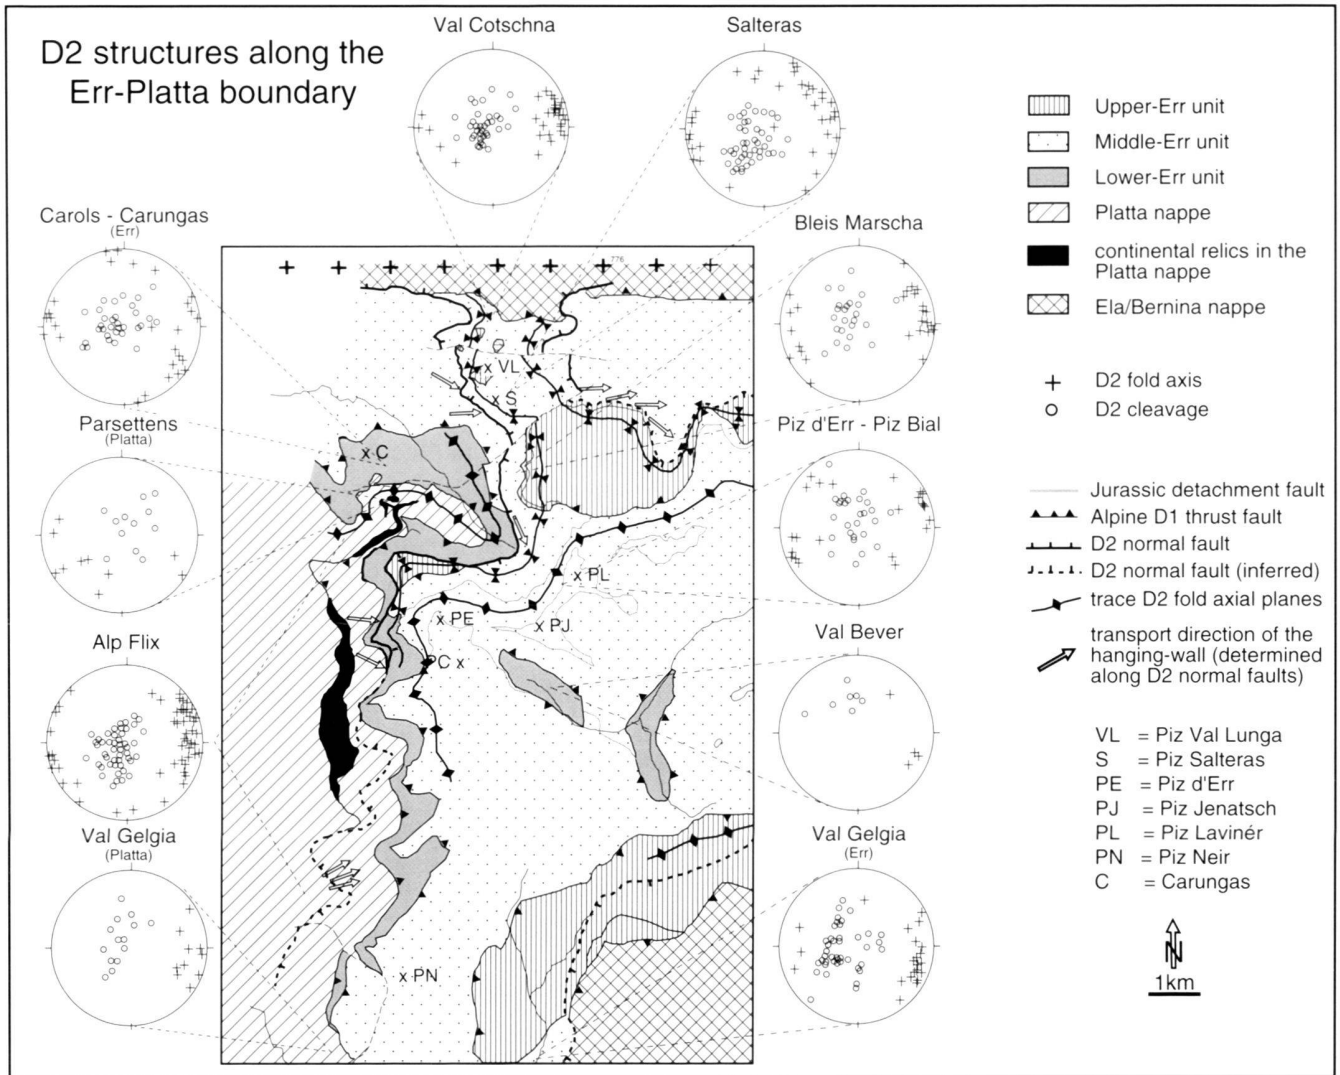 D2 structures along the
Err-Platta boundary
Val Cotschna
Salteras
Carols - Carungas
(Err)
Parsettens
(Platta)
Alp Flix
Val Gelgia
(Platta)
Bleis Marscha
Piz d'Err - Piz Bial
Val Bever
Val Gelgia
(Err)
776
x VL
x S
x C
x PL
x PE
x PJ
PC x
x PN
Upper-Err unit
Middle-Err unit
Lower-Err unit
Platta nappe
continental relics in the
Platta nappe
Ela/Bernina nappe
D2 fold axis
D2 cleavage
Jurassic detachment fault
Alpine D1 thrust fault
D2 normal fault
D2 normal fault (inferred)
trace D2 fold axial planes
transport direction of the
hanging-wall (determined
along D2 normal faults)
VL = Piz Val Lunga
S = Piz Salteras
PE = Piz d'Err
PJ = Piz Jenatsch
PL = Piz Lavinér
PN = Piz Neir
C = Carungas
N
1km